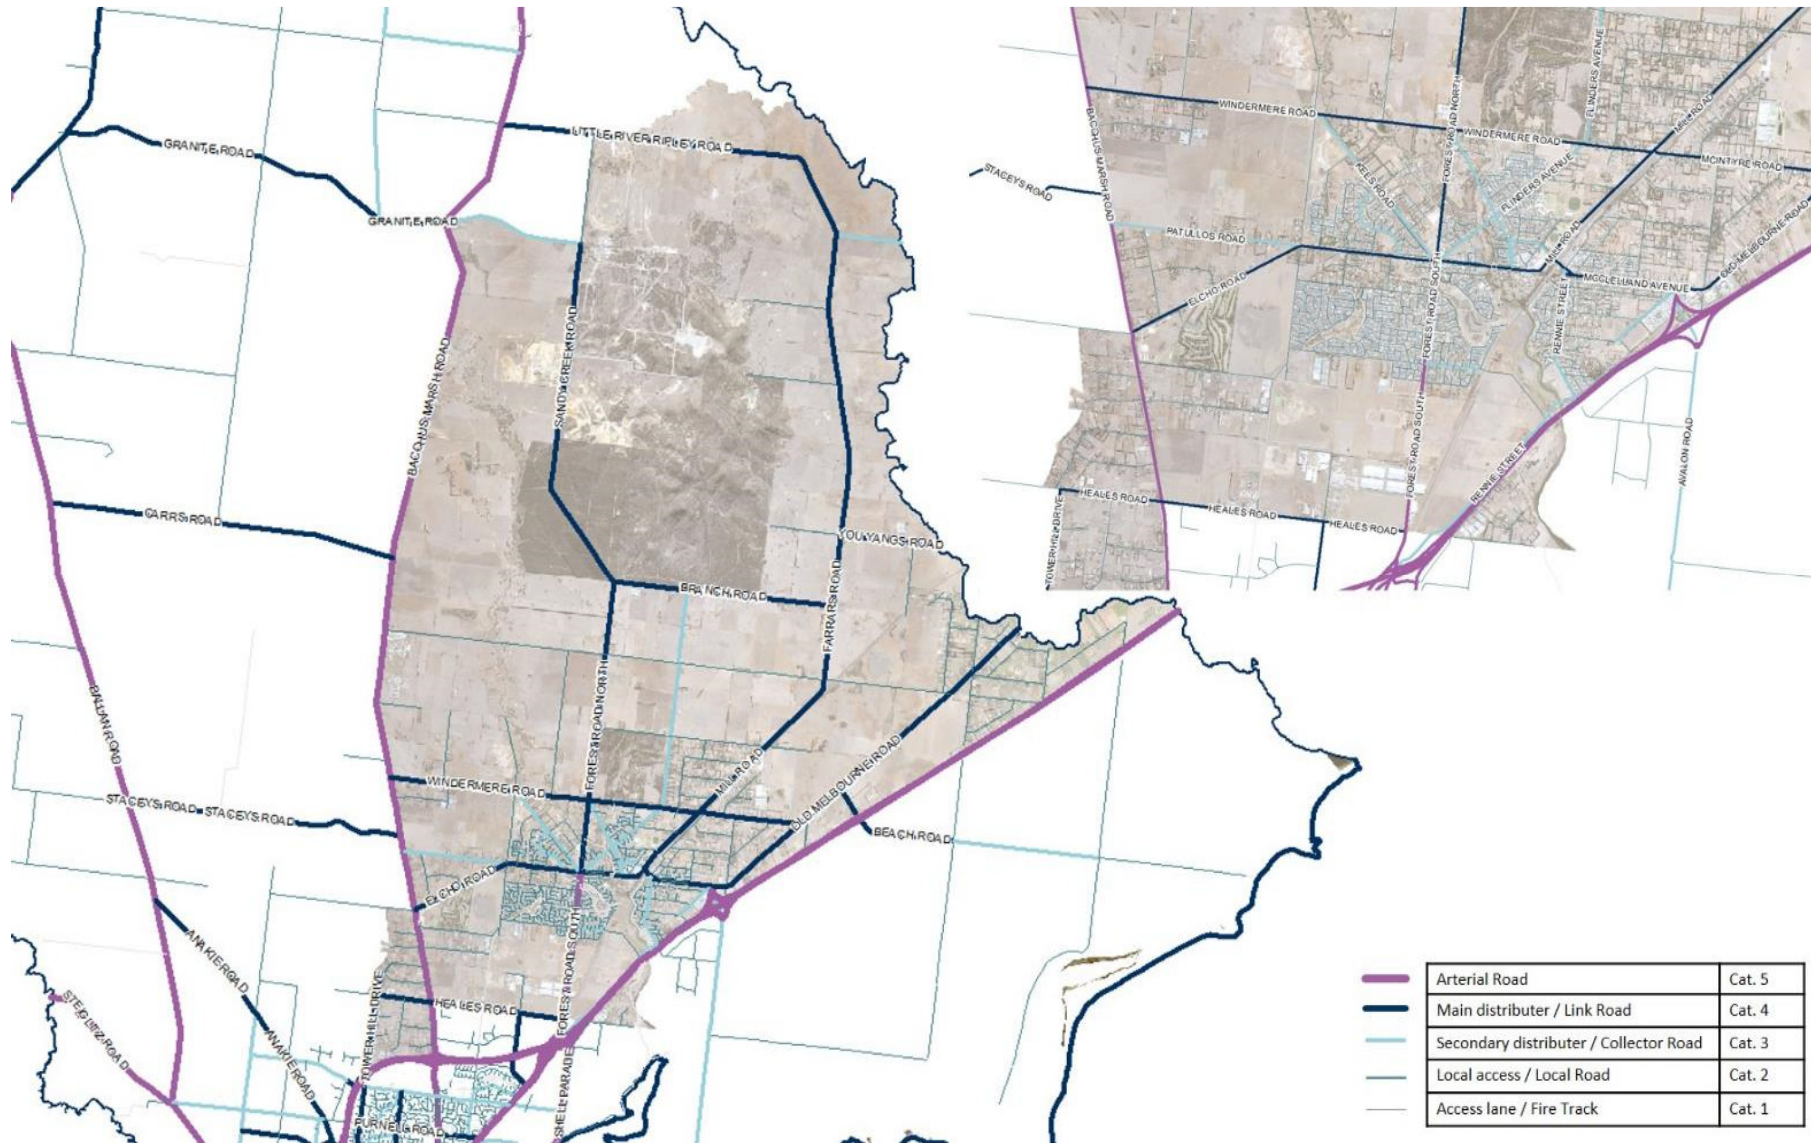 GRANITE ROAD
LITTLE RIVER RIPLEY ROAD
GRANITE ROAD
BACCHUS MARSH ROAD
SANDY CREEK ROAD
CARRS ROAD
YOU YANGS ROAD
BRANCH ROAD
FARRARS ROAD
FOREST ROAD NORTH
BALLAN ROAD
WINDERMERE ROAD
MILL ROAD
OLD MELBOURNE ROAD
STACEYS ROAD
STACEYS ROAD
BEACH ROAD
ELCHO ROAD
FOREST ROAD SOUTH
ANAKIE ROAD
HEALES ROAD
TOWER HILL DRIVE
STEIGLITZ ROAD
ANAKIE ROAD
SHELL PARADE
PURNELL ROAD
WINDERMERE ROAD
FOREST ROAD NORTH
FLINDERS AVENUE
MILL ROAD
WINDERMERE ROAD
MCINTYRE ROAD
BACCHUS MARSH ROAD
STACEYS ROAD
KEES ROAD
FLINDERS AVENUE
PATULLOS ROAD
MILL ROAD
OLD MELBOURNE ROAD
ELCHO ROAD
MCCLELLAND AVENUE
RENNIE STREET
FOREST ROAD SOUTH
FOREST ROAD SOUTH
RENNIE STREET
AVALON ROAD
HEALES ROAD
HEALES ROAD
HEALES ROAD
TOWER HILL DRIVE
Arterial Road Cat. 5
Main distributer / Link Road Cat. 4
Secondary distributer / Collector Road Cat. 3
Local access / Local Road Cat. 2
Access lane / Fire Track Cat. 1